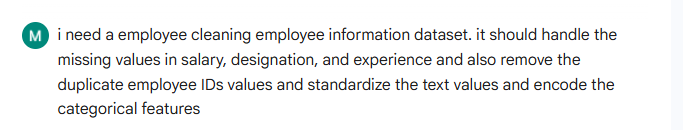 M i need a employee cleaning employee information dataset. it should handle the
missing values in salary, designation, and experience and also remove the
duplicate employee IDs values and standardize the text values and encode the
categorical features